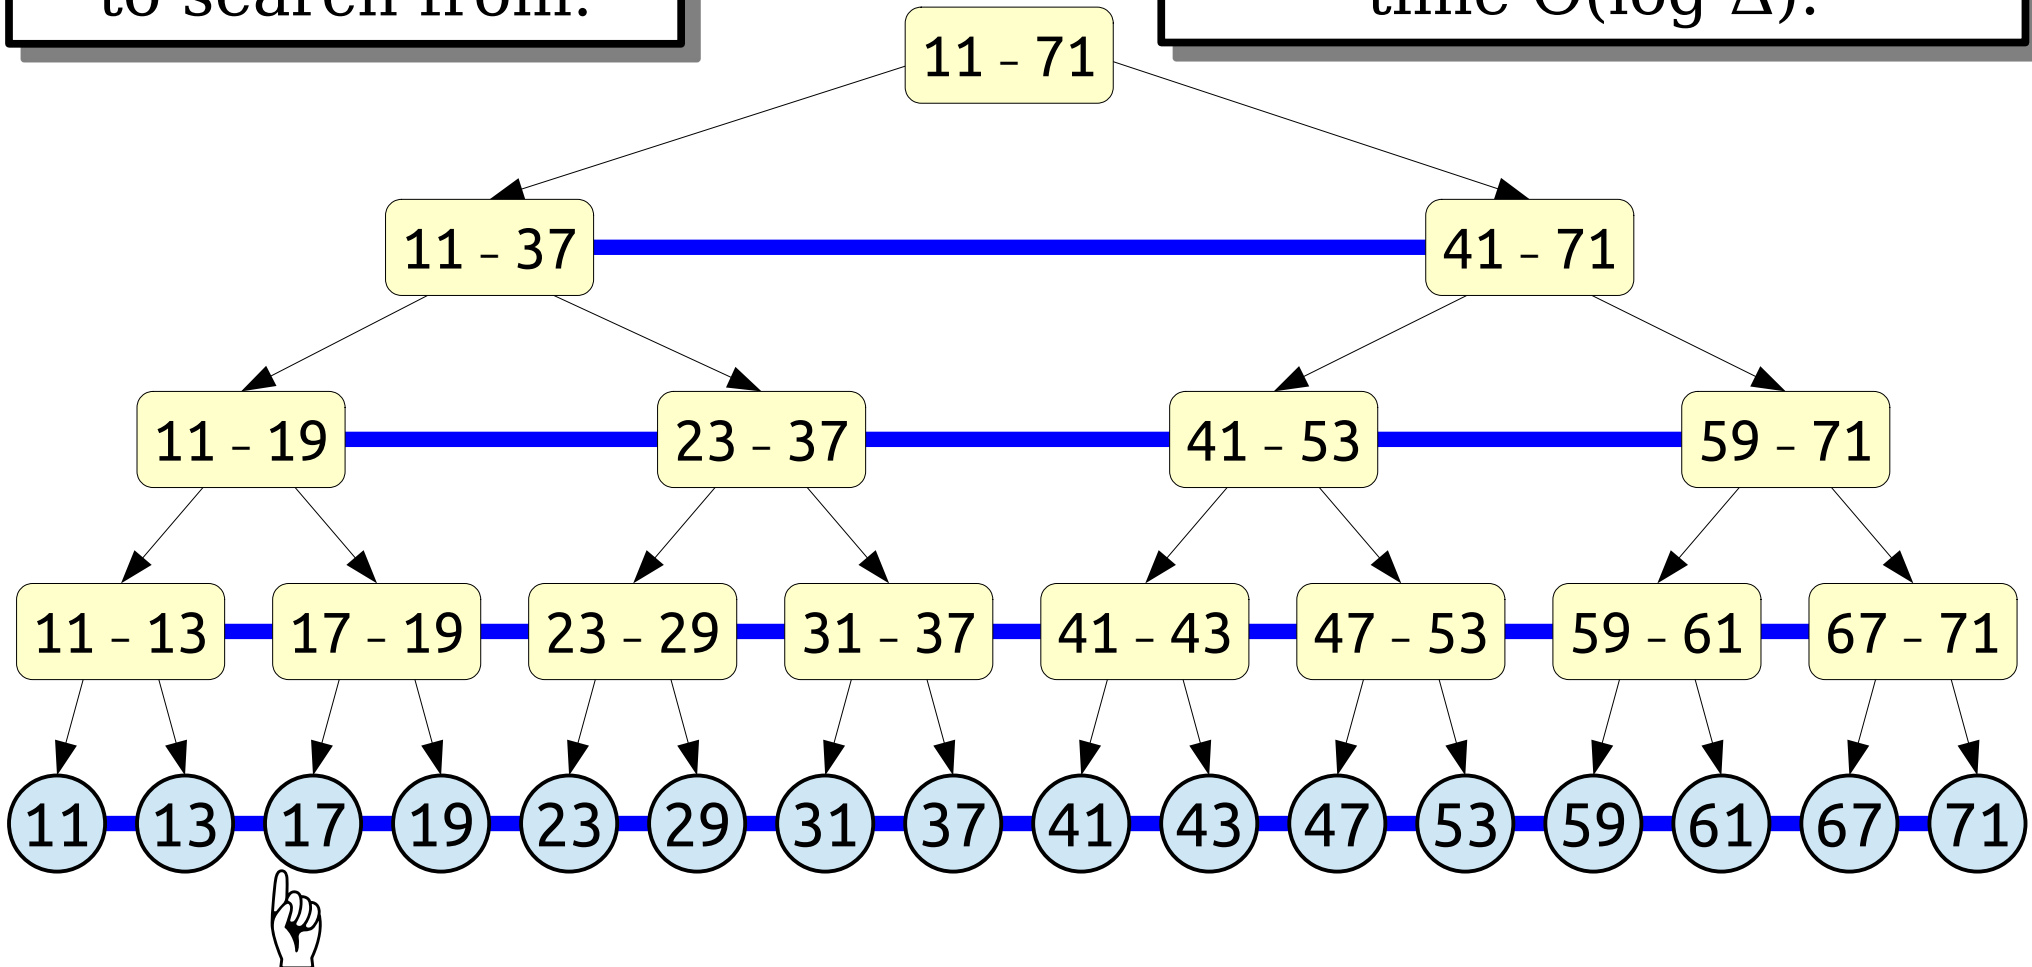 to search from.
time O(log Δ).
11 – 71
11 – 37
41 – 71
11 – 19
23 – 37
41 – 53
59 – 71
11 – 13
17 – 19
23 – 29
31 – 37
41 – 43
47 – 53
59 – 61
67 – 71
11
13
17
19
23
29
31
37
41
43
47
53
59
61
67
71